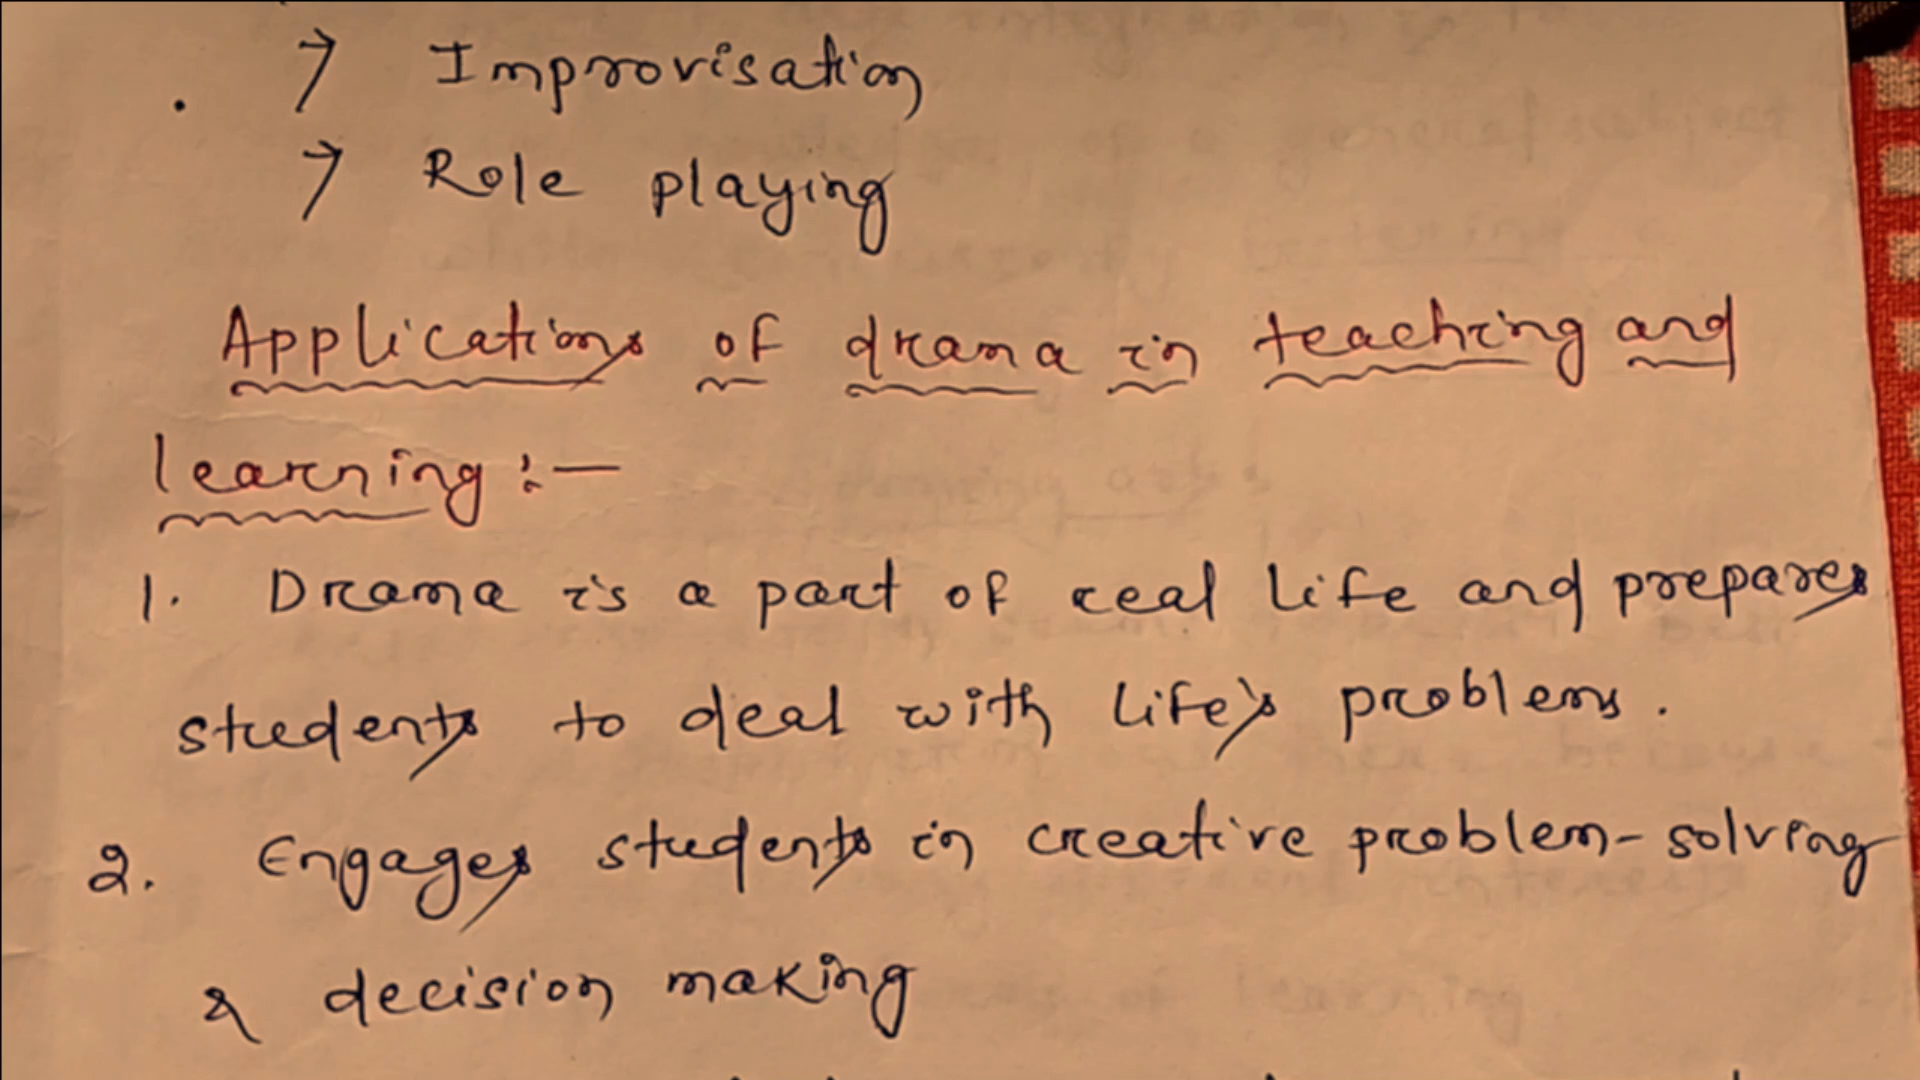 → Improvisation
→ Role playing
Applications of drama in teaching and
learning :-
1. Drama is a part of real life and prepares
students to deal with life's problems.
2. Engages students in creative problem-solving
& decision making